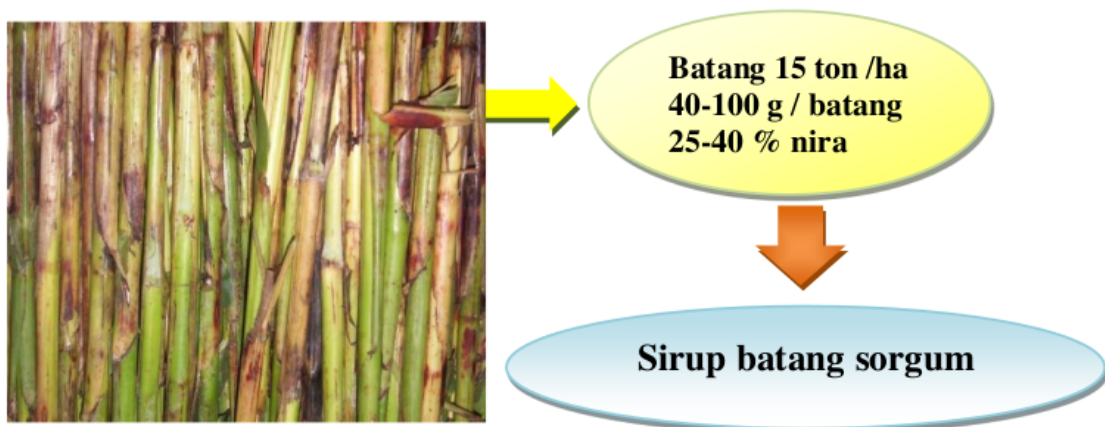 Batang 15 ton /ha
40-100 g / batang
25-40 % nira
Sirup batang sorgum